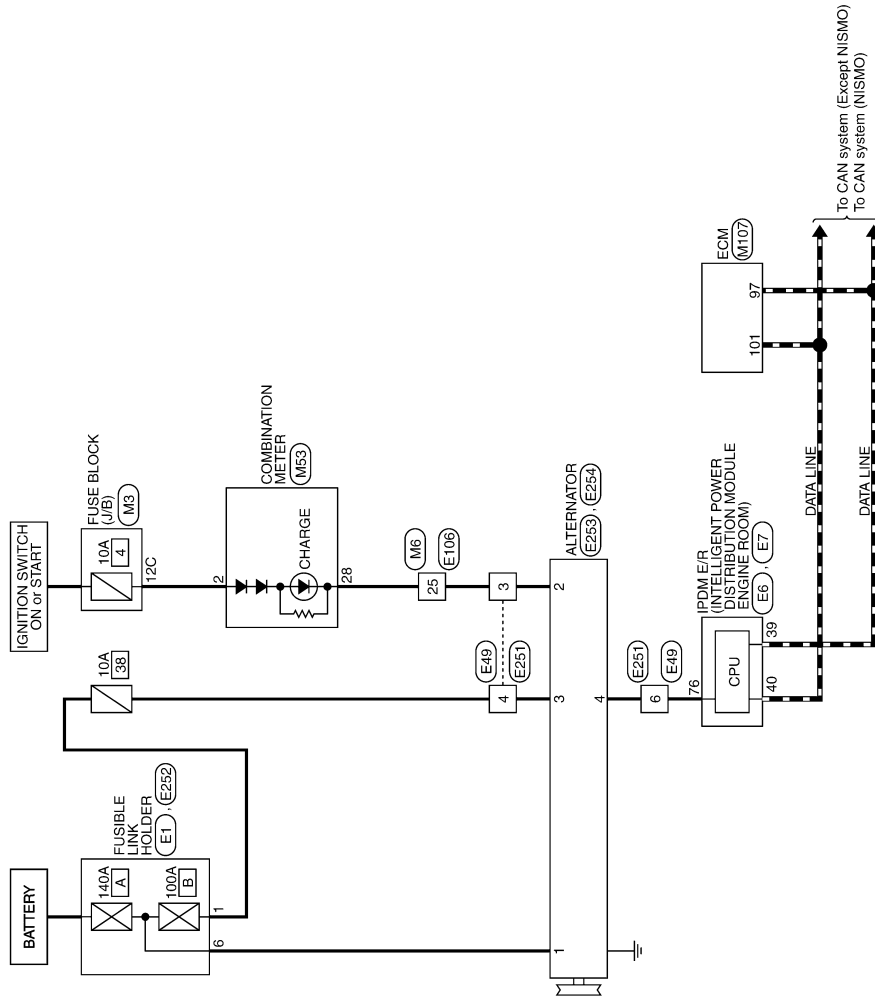 IGNITION SWITCH
ON or START
BATTERY
FUSE BLOCK
(J/B)
M3
10A
4
12C
10A
38
FUSIBLE
LINK
HOLDER
E1 , E252
140A
A
100A
B
1
6
COMBINATION
METER
M53
2
CHARGE
28
M6
25
E106
3
E49
4
E251
ALTERNATOR
E253 , E254
2
3
1
4
E251
6
E49
76
IPDM E/R
(INTELLIGENT POWER
DISTRIBUTION MODULE
ENGINE ROOM)
E6 , E7
CPU
39
40
ECM
M107
97
101
DATA LINE
DATA LINE
To CAN system (Except NISMO)
To CAN system (NISMO)